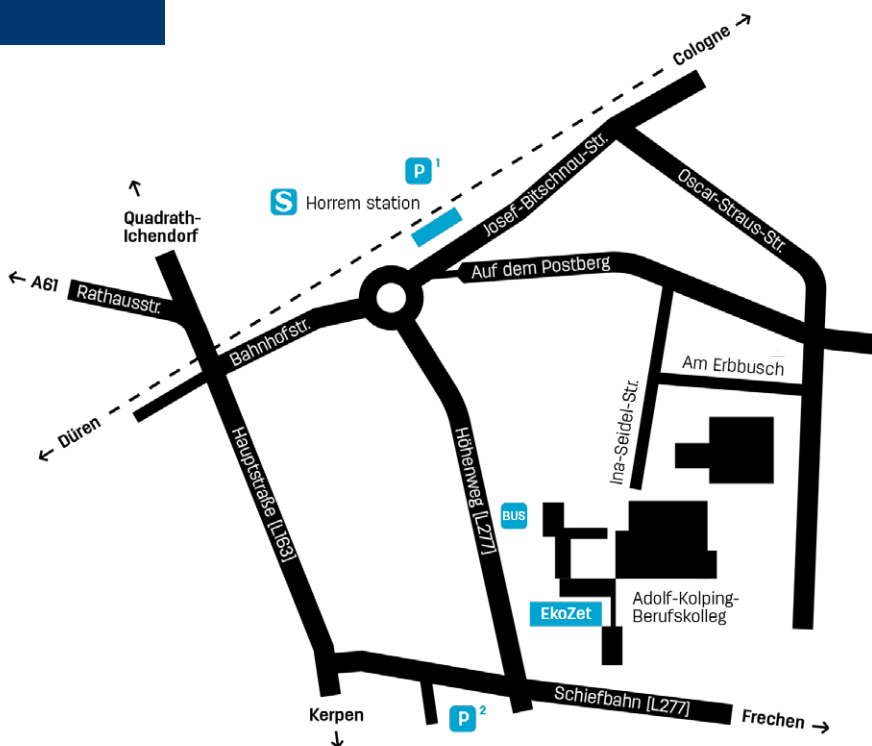 Cologne
P 1
S Horrem station
Josef-Bitschnau-Str.
Oscar-Straus-Str.
Quadrath-
Ichendorf
A61
Rathausstr.
Auf dem Postberg
Bahnhofstr.
Am Erbbusch
Ina-Seidel-Str.
Düren
Hauptstraße [L163]
Höhenweg [L277]
BUS
EkoZet
Adolf-Kolping-
Berufskolleg
Schiefbahn [L277]
Kerpen
P 2
Frechen